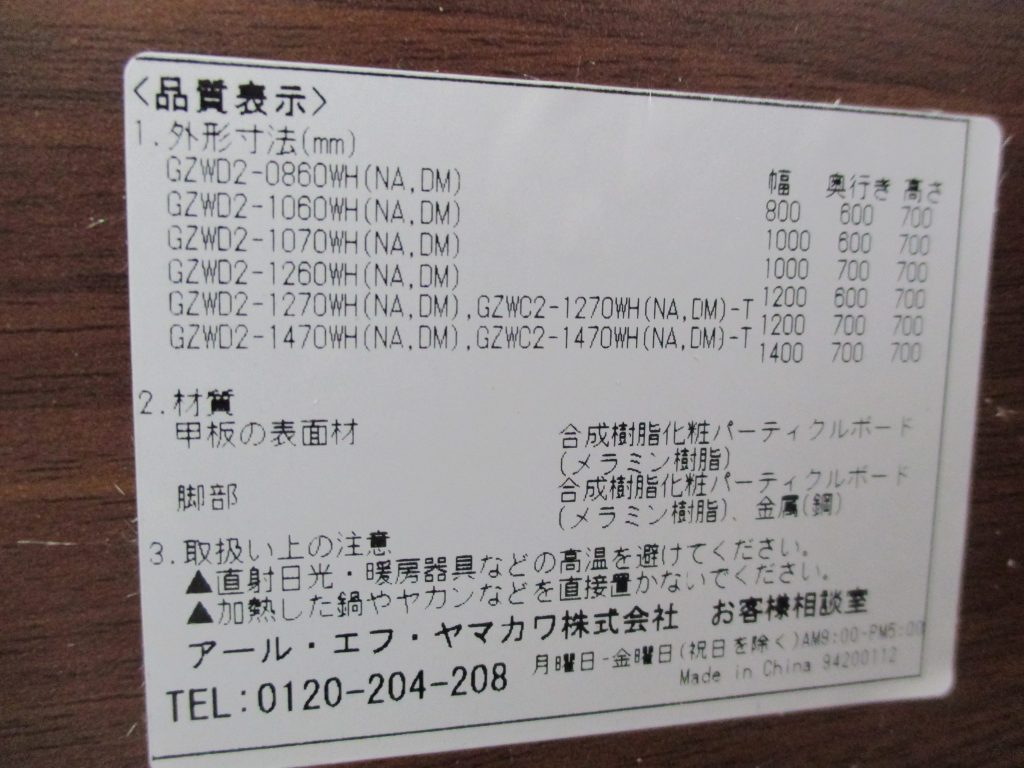 <品質表示>
1.外形寸法(mm)
幅 奥行き 高さ
GZWD2-0860WH(NA,DM) 800 600 700
GZWD2-1060WH(NA,DM) 1000 600 700
GZWD2-1070WH(NA,DM) 1000 700 700
GZWD2-1260WH(NA,DM) 1200 600 700
GZWD2-1270WH(NA,DM),GZWC2-1270WH(NA,DM)-T 1200 700 700
GZWD2-1470WH(NA,DM),GZWC2-1470WH(NA,DM)-T 1400 700 700
2.材質
甲板の表面材 合成樹脂化粧パーティクルボード
(メラミン樹脂)
脚部 合成樹脂化粧パーティクルボード
(メラミン樹脂)、金属(鋼)
3.取扱い上の注意
▲直射日光・暖房器具などの高温を避けてください。
▲加熱した鍋やヤカンなどを直接置かないでください。
アール・エフ・ヤマカワ株式会社 お客様相談室
TEL:0120-204-208 月曜日-金曜日(祝日を除く)AM9:00-PM5:00
Made in China 94200112